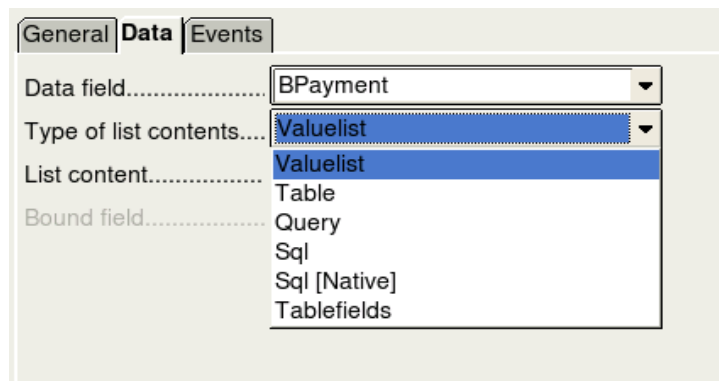 General Data Events
Data field..................... BPayment
Type of list contents.... Valuelist
List content................. Valuelist
Table
Bound field.................. Query
Sql
Sql [Native]
Tablefields